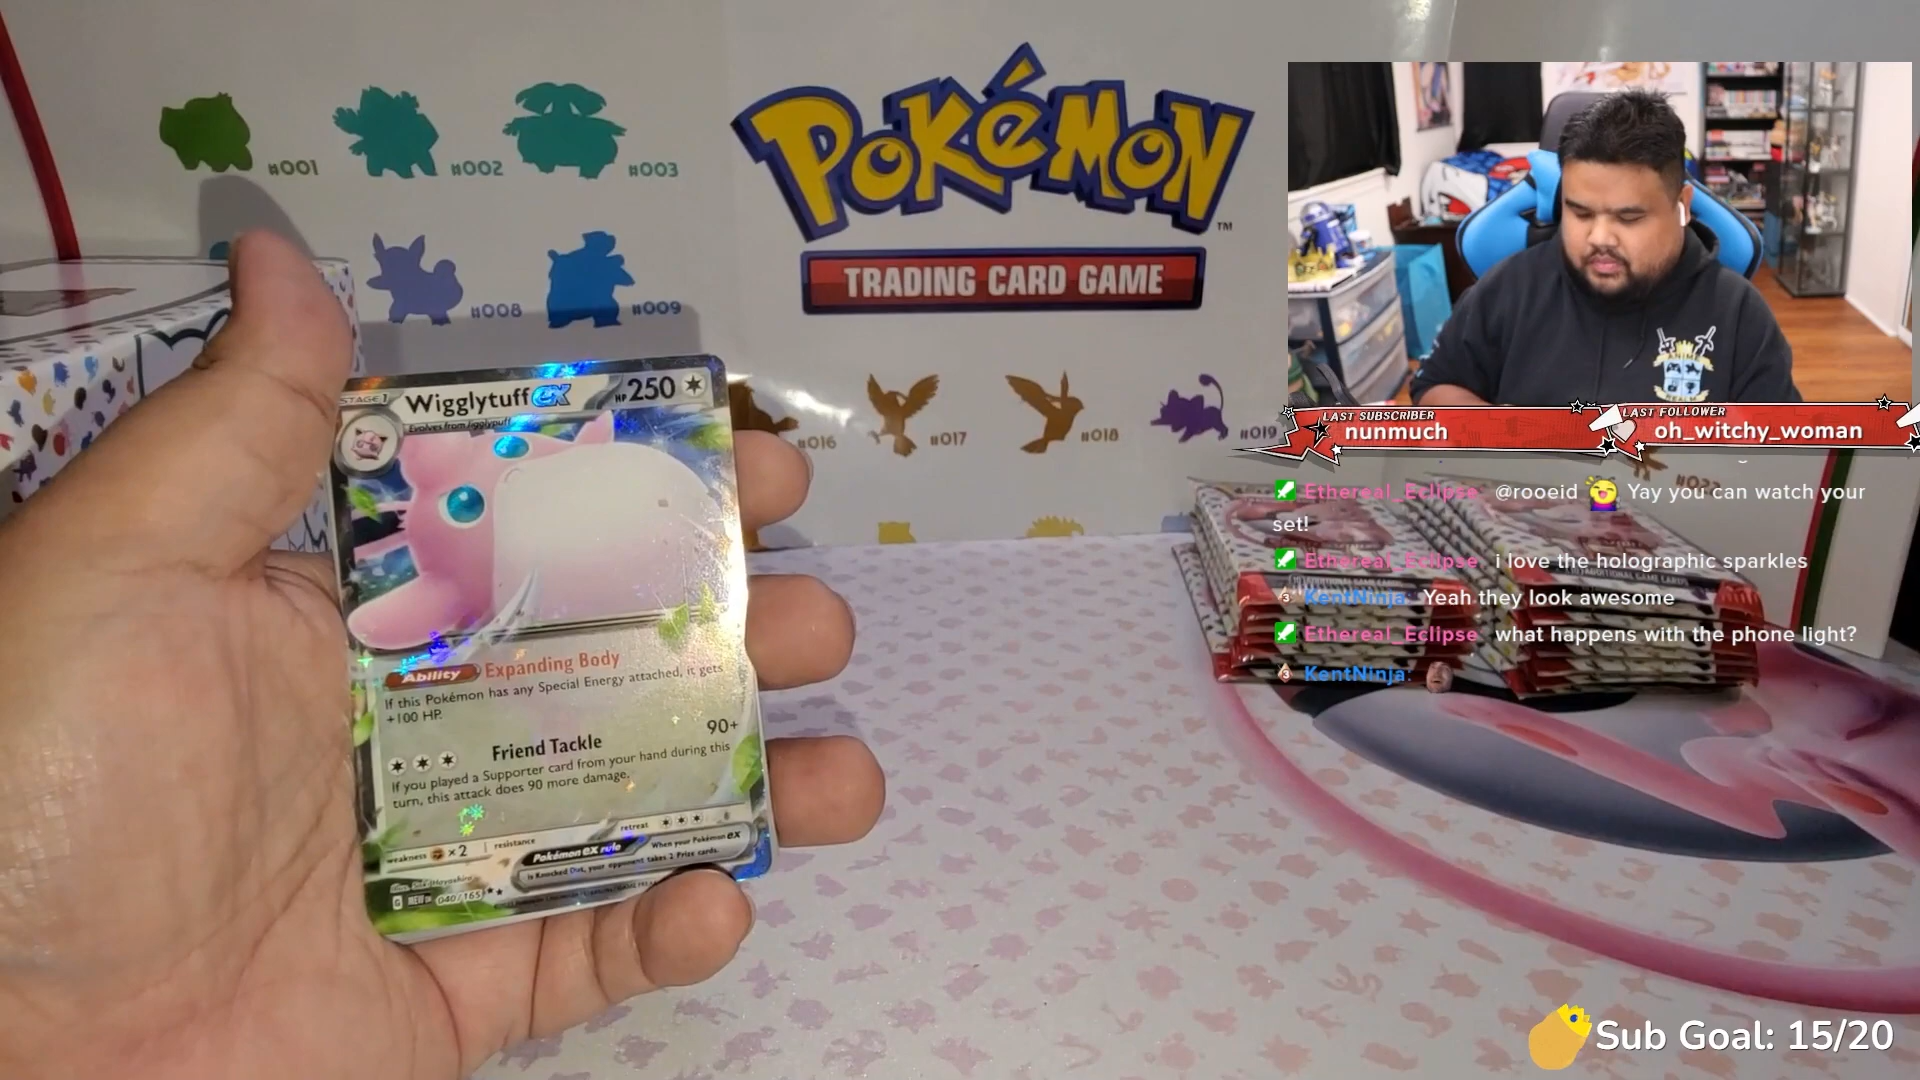 #001
#002
#003
POKéMON
TM
TRADING CARD GAME
#008
#009
#016
#017
#018
#019
STAGE 1
Wigglytuff ex
HP 250
Evolves from Jigglypuff
Ability Expanding Body
If this Pokémon has any Special Energy attached, it gets
+100 HP.
Friend Tackle 90+
If you played a Supporter card from your hand during this
turn, this attack does 90 more damage.
weakness ×2 resistance retreat
Pokémon ex rule When your Pokémon ex
is Knocked Out, your opponent takes 2 Prize cards.
G MEW EN 040/165
ANIME
LAST SUBSCRIBER
nunmuch
LAST FOLLOWER
oh_witchy_woman
Ethereal_Eclipse @rooeid Yay you can watch your
set!
Ethereal_Eclipse i love the holographic sparkles
KentNinja: Yeah they look awesome
Ethereal_Eclipse what happens with the phone light?
KentNinja:
Sub Goal: 15/20